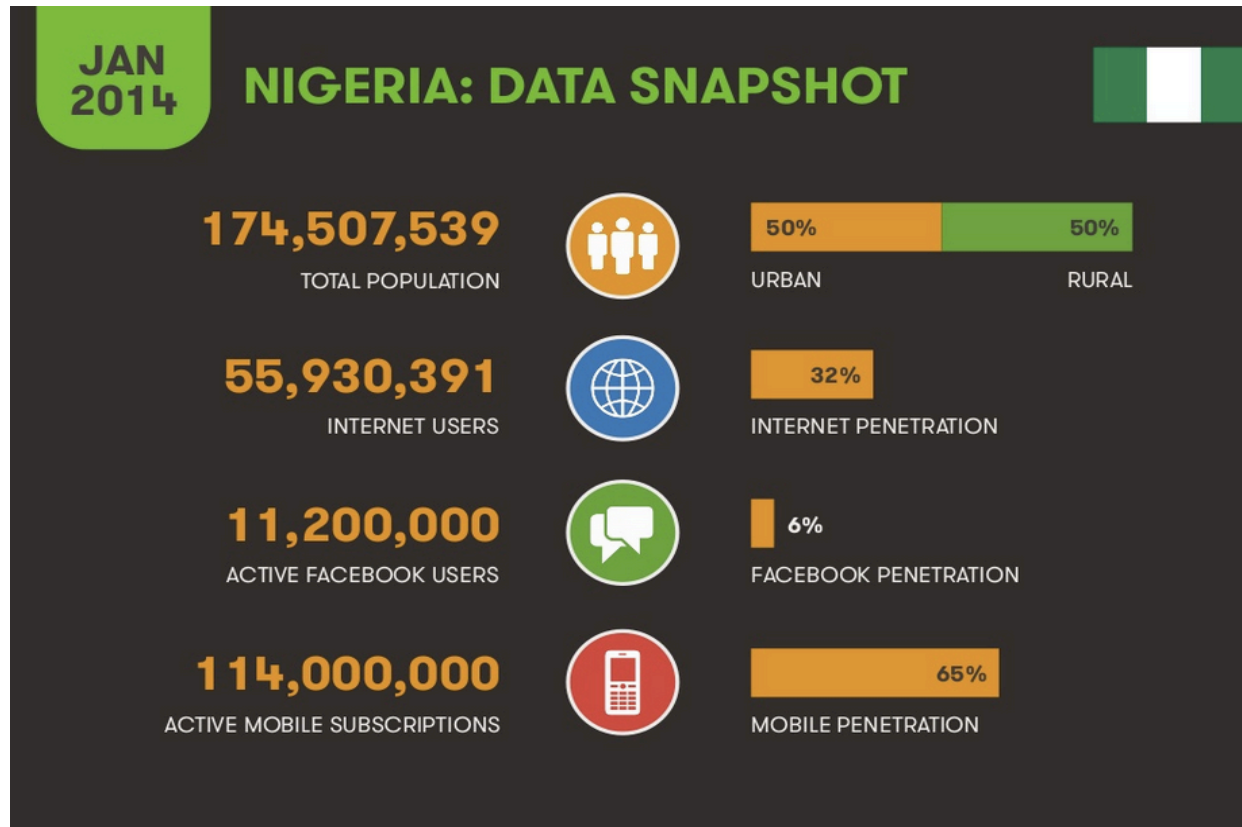 JAN
2014
NIGERIA: DATA SNAPSHOT
174,507,539
TOTAL POPULATION
50%
50%
URBAN
RURAL
55,930,391
INTERNET USERS
32%
INTERNET PENETRATION
11,200,000
ACTIVE FACEBOOK USERS
6%
FACEBOOK PENETRATION
114,000,000
ACTIVE MOBILE SUBSCRIPTIONS
65%
MOBILE PENETRATION